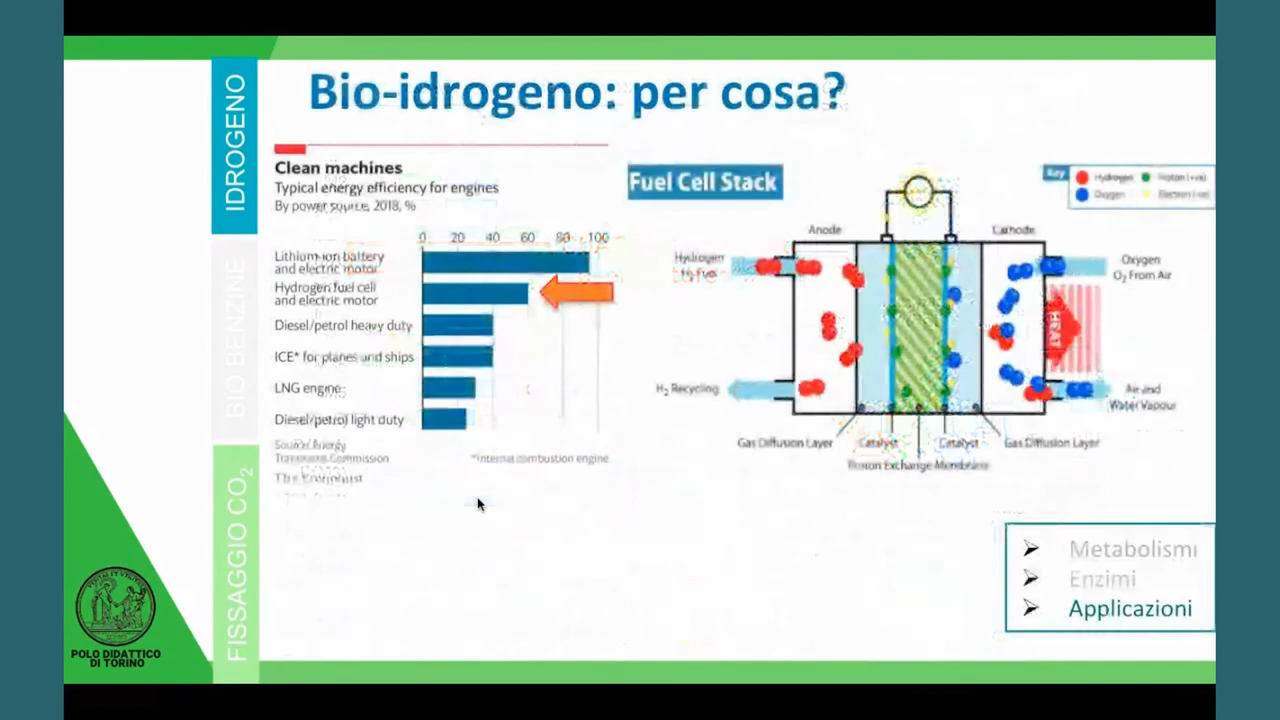 Bio-idrogeno: per cosa?
IDROGENO
BIO BENZINE
FISSAGGIO CO₂
Clean machines
Typical energy efficiency for engines
By power source, 2018, %
0 20 40 60 80 100
Lithium-ion battery
and electric motor
Hydrogen fuel cell
and electric motor
Diesel/petrol heavy duty
ICE* for planes and ships
LNG engine
Diesel/petrol light duty
*Internal combustion engine
Fuel Cell Stack
Key
Hydrogen
Oxygen
Anode
Cathode
Hydrogen
Oxygen
O₂ From Air
HEAT
H₂ Recycling
Air and
Water Vapour
Gas Diffusion Layer
Catalyst
Catalyst
Gas Diffusion Layer
Proton Exchange Membrane
Metabolismi
Enzimi
Applicazioni
POLO DIDATTICO
DI TORINO